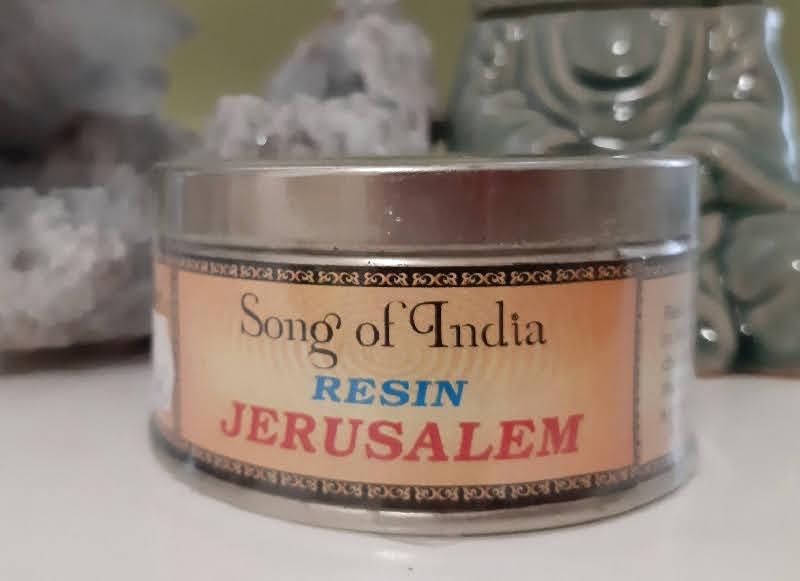 Song of India
RESIN
JERUSALEM